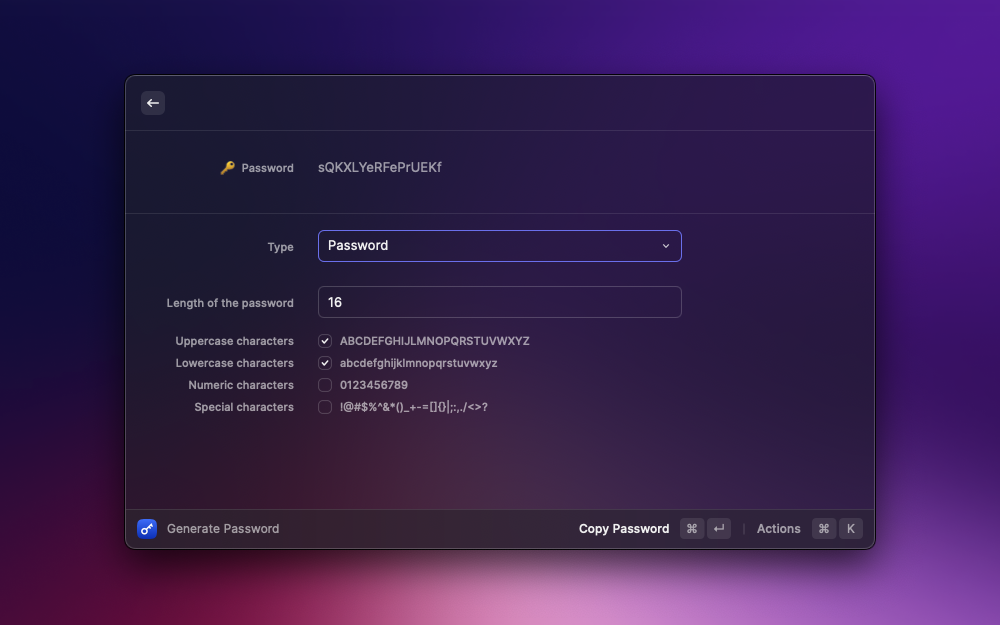 🔑 Password sQKXLYeRFePrUEKf
Type Password
Length of the password 16
Uppercase characters ABCDEFGHIJLMNOPQRSTUVWXYZ
Lowercase characters abcdefghijklmnopqrstuvwxyz
Numeric characters 0123456789
Special characters !@#$%^&*()_+-=[]{}|;:,./<>?
Generate Password Copy Password ⌘ ↵ | Actions ⌘ K